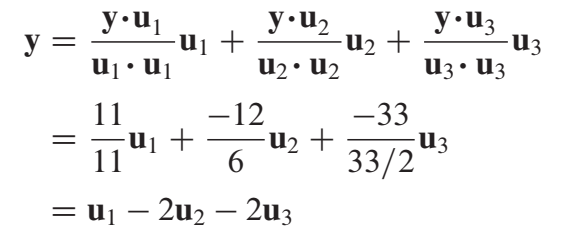 y = (y·u₁)/(u₁·u₁) u₁ + (y·u₂)/(u₂·u₂) u₂ + (y·u₃)/(u₃·u₃) u₃
= 11/11 u₁ + −12/6 u₂ + −33/(33/2) u₃
= u₁ − 2u₂ − 2u₃